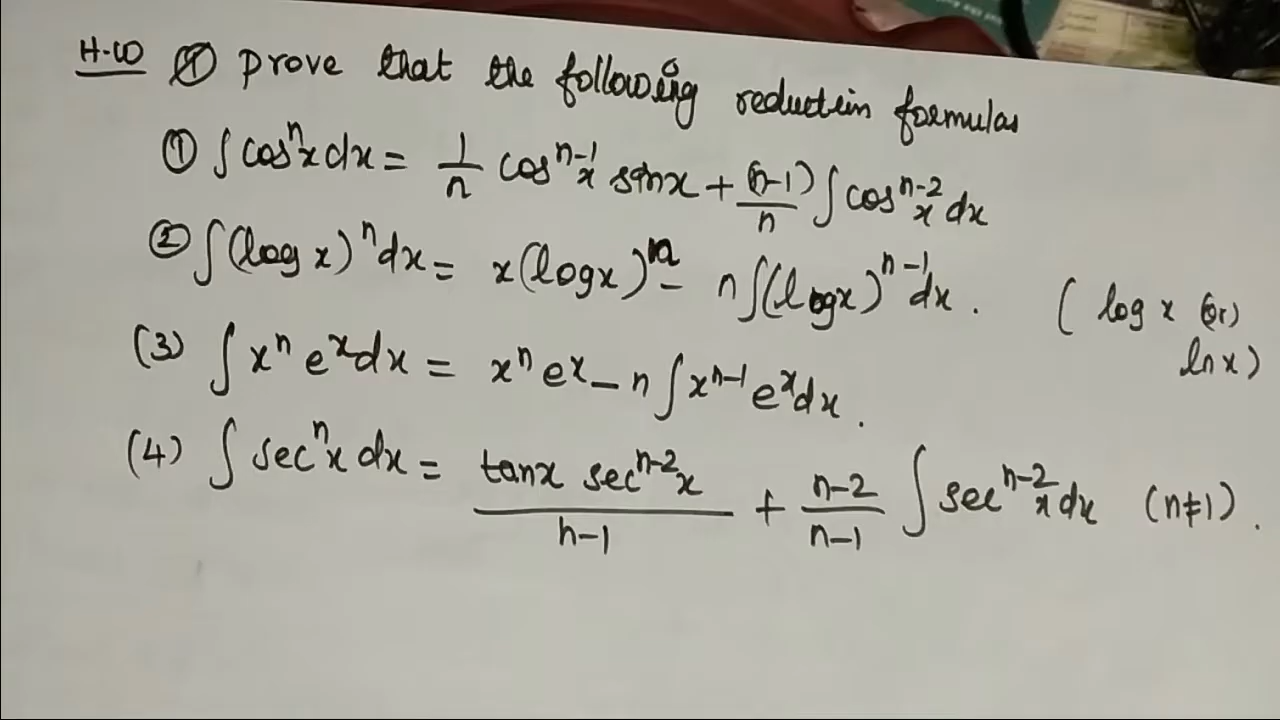 H.W ④ prove that the following reduction formulas
① ∫ cosⁿx dx = 1/n cosⁿ⁻¹x sinx + (n-1)/n ∫ cosⁿ⁻²x dx
② ∫ (log x)ⁿ dx = x(logx)ⁿ - n ∫ (logx)ⁿ⁻¹ dx . ( log x (or) ln x )
(3) ∫ xⁿ eˣ dx = xⁿ eˣ - n ∫ xⁿ⁻¹ eˣ dx .
(4) ∫ secⁿx dx = tanx secⁿ⁻²x / n-1 + n-2/n-1 ∫ secⁿ⁻²x dx (n≠1) .